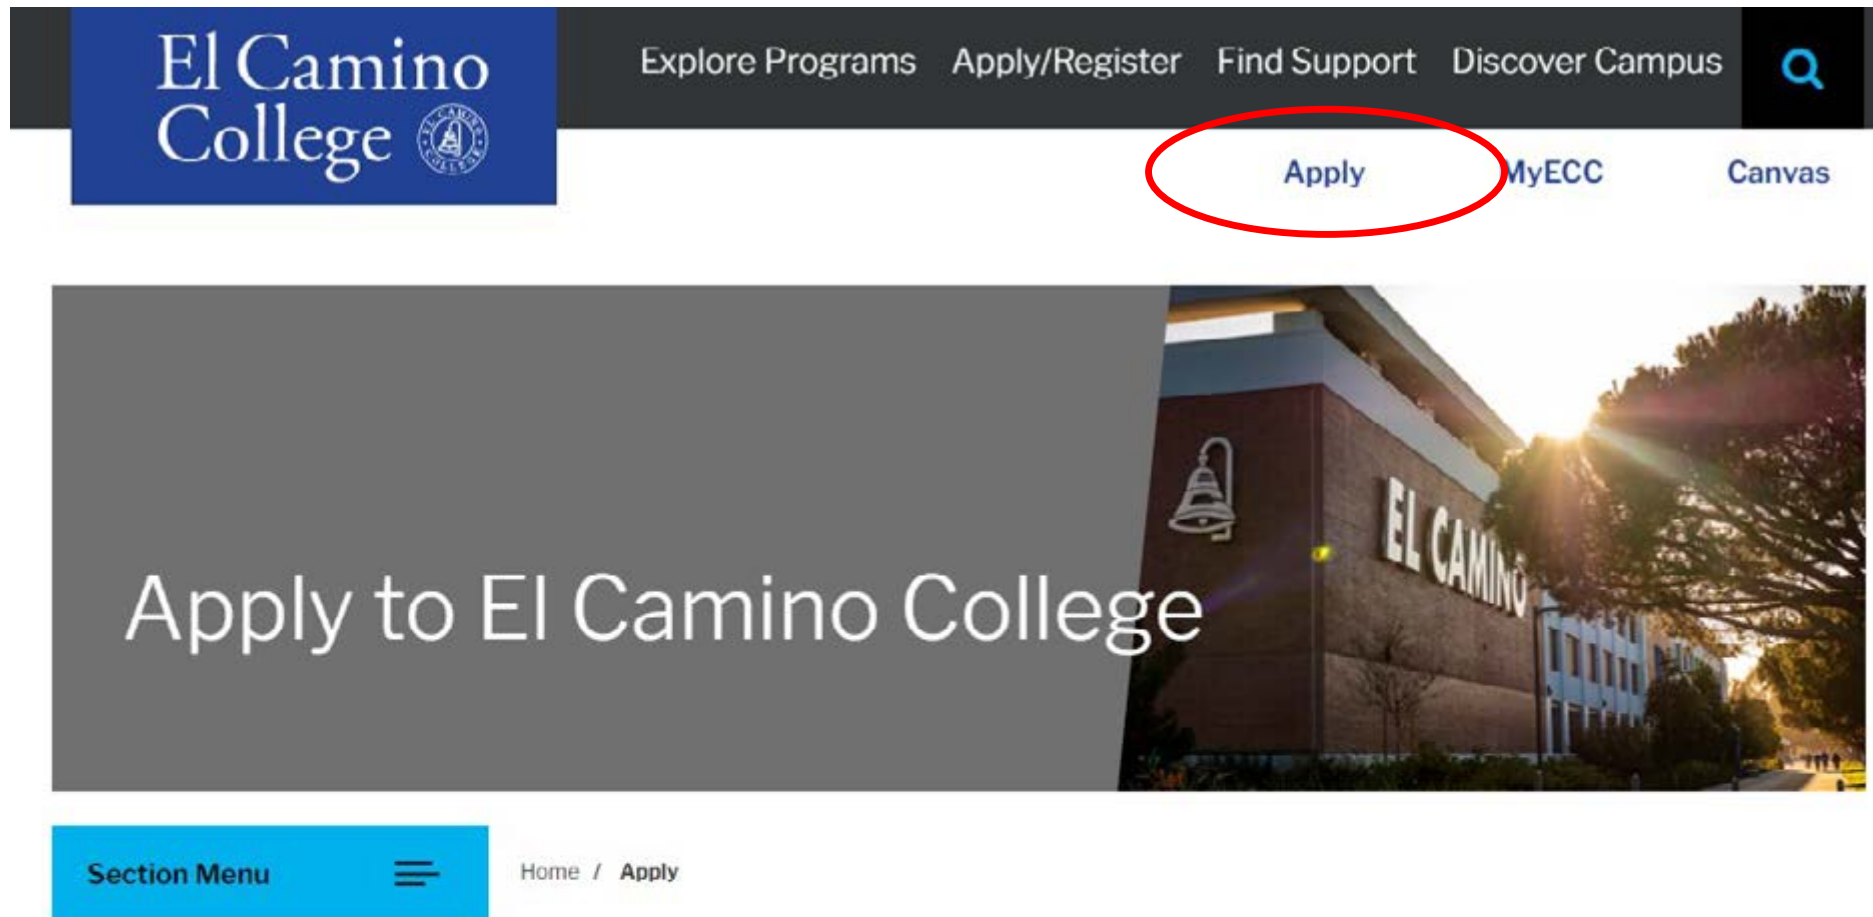 El Camino
College
Explore Programs Apply/Register Find Support Discover Campus
Apply MyECC Canvas
EL CAMINO
Apply to El Camino College
Section Menu
Home / Apply